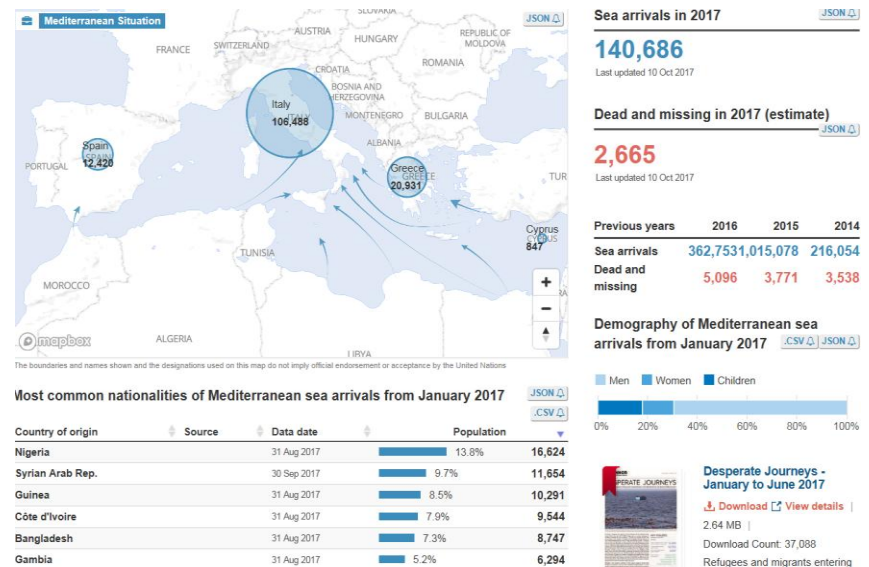 Mediterranean Situation
JSON
SLOVAKIA
AUSTRIA
HUNGARY
REPUBLIC OF
MOLDOVA
FRANCE
SWITZERLAND
ROMANIA
CROATIA
BOSNIA AND
HERZEGOVINA
Italy
ITALY
106,488
MONTENEGRO
BULGARIA
ALBANIA
Spain
SPAIN
12,420
PORTUGAL
Greece
GREECE
20,931
TUR
Cyprus
CYPRUS
847
TUNISIA
MOROCCO
+
−
mapbox
ALGERIA
LIBYA
The boundaries and names shown and the designations used on this map do not imply official endorsement or acceptance by the United Nations
Most common nationalities of Mediterranean sea arrivals from January 2017
JSON
.CSV
Country of origin Source Data date Population
Nigeria 31 Aug 2017 13.8% 16,624
Syrian Arab Rep. 30 Sep 2017 9.7% 11,654
Guinea 31 Aug 2017 8.5% 10,291
Côte d'Ivoire 31 Aug 2017 7.9% 9,544
Bangladesh 31 Aug 2017 7.3% 8,747
Gambia 31 Aug 2017 5.2% 6,294
Sea arrivals in 2017 JSON
140,686
Last updated 10 Oct 2017
Dead and missing in 2017 (estimate)
JSON
2,665
Last updated 10 Oct 2017
Previous years 2016 2015 2014
Sea arrivals 362,753 1,015,078 216,054
Dead and
missing 5,096 3,771 3,538
Demography of Mediterranean sea
arrivals from January 2017 .CSV JSON
Men Women Children
0% 20% 40% 60% 80% 100%
DESPERATE JOURNEYS
Desperate Journeys -
January to June 2017
Download View details |
2.64 MB |
Download Count: 37,088
Refugees and migrants entering